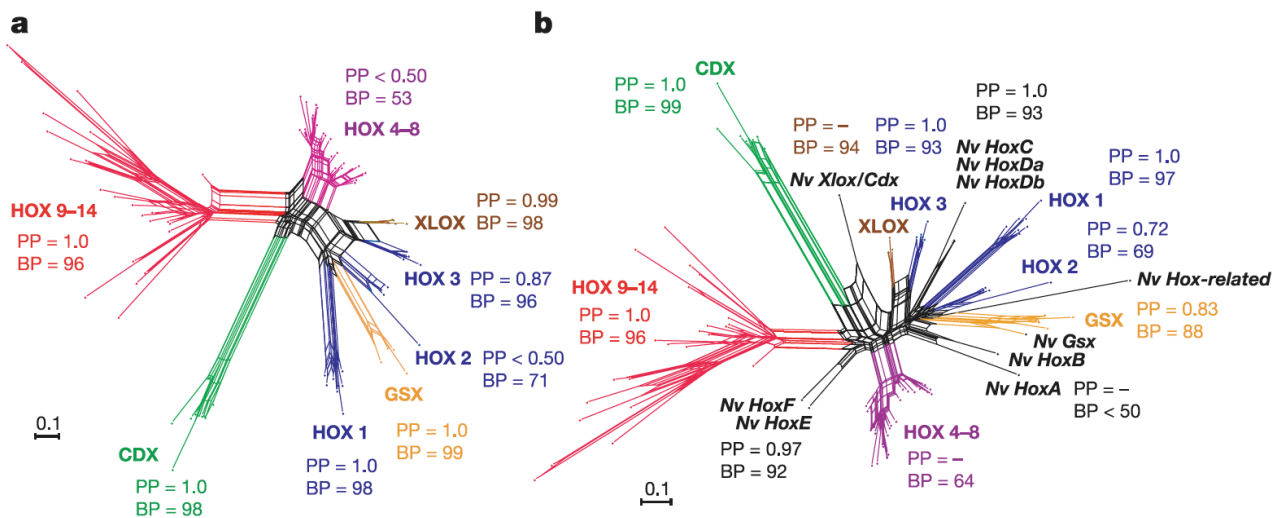 a
PP < 0.50
BP = 53
HOX 4–8
HOX 9–14
PP = 1.0
BP = 96
XLOX
PP = 0.99
BP = 98
HOX 3
PP = 0.87
BP = 96
HOX 2
PP < 0.50
BP = 71
GSX
PP = 1.0
BP = 99
HOX 1
PP = 1.0
BP = 98
CDX
PP = 1.0
BP = 98
0.1
b
CDX
PP = 1.0
BP = 99
PP = –
BP = 94
Nv Xlox/Cdx
XLOX
PP = 1.0
BP = 93
HOX 3
PP = 1.0
BP = 93
Nv HoxC
Nv HoxDa
Nv HoxDb
PP = 1.0
BP = 97
HOX 1
PP = 0.72
BP = 69
HOX 2
Nv Hox-related
GSX
PP = 0.83
BP = 88
Nv Gsx
Nv HoxB
Nv HoxA
PP = –
BP < 50
HOX 9–14
PP = 1.0
BP = 96
Nv HoxF
Nv HoxE
PP = 0.97
BP = 92
HOX 4–8
PP = –
BP = 64
0.1